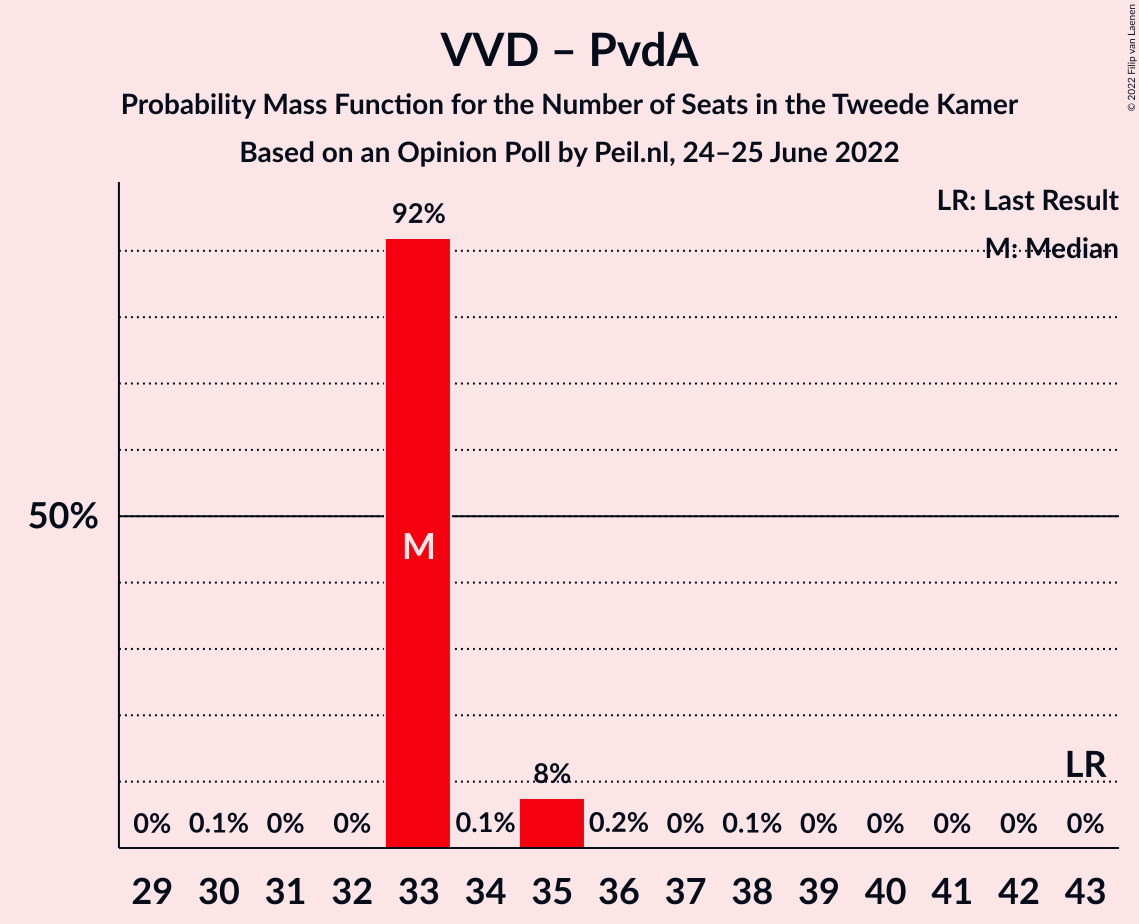 VVD – PvdA
Probability Mass Function for the Number of Seats in the Tweede Kamer
Based on an Opinion Poll by Peil.nl, 24–25 June 2022
© 2022 Filip van Laenen
LR: Last Result
M: Median
92%
50%
M
8%
LR
0% 0.1% 0% 0% 0.1% 0.2% 0% 0.1% 0% 0% 0% 0% 0%
29 30 31 32 33 34 35 36 37 38 39 40 41 42 43